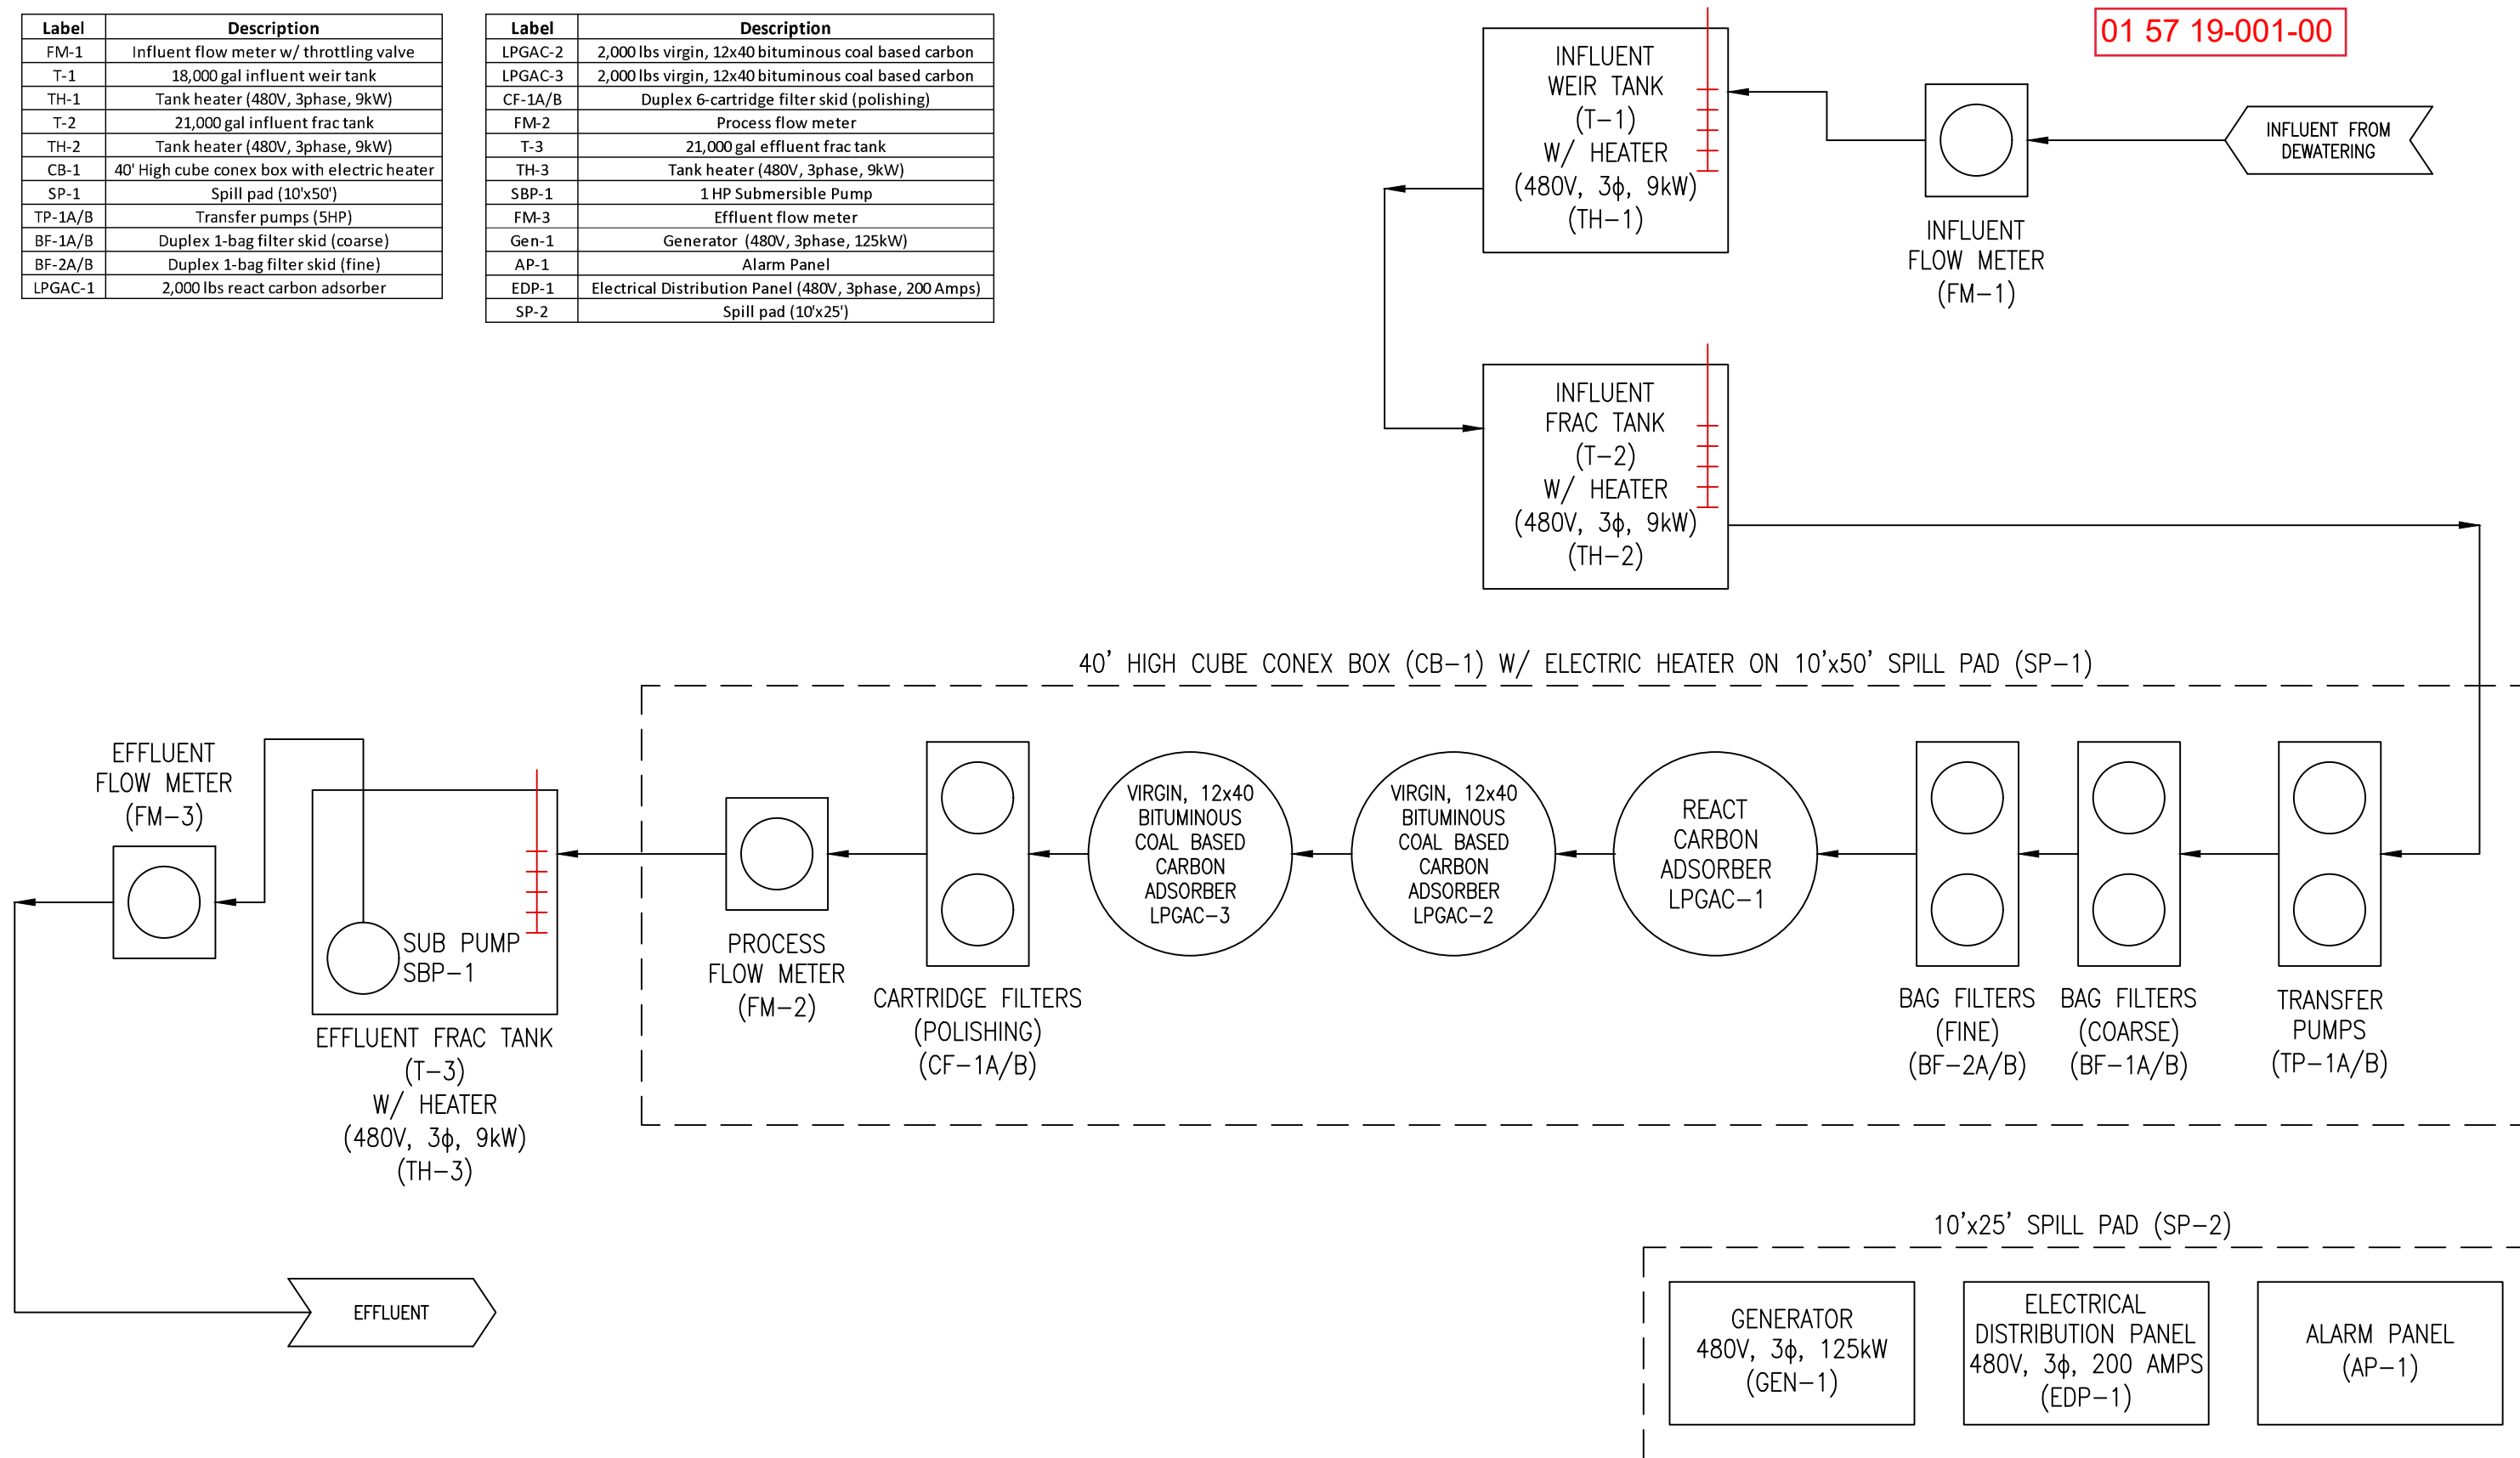 Label Description
FM-1 Influent flow meter w/ throttling valve
T-1 18,000 gal influent weir tank
TH-1 Tank heater (480V, 3phase, 9kW)
T-2 21,000 gal influent frac tank
TH-2 Tank heater (480V, 3phase, 9kW)
CB-1 40' High cube conex box with electric heater
SP-1 Spill pad (10'x50')
TP-1A/B Transfer pumps (5HP)
BF-1A/B Duplex 1-bag filter skid (coarse)
BF-2A/B Duplex 1-bag filter skid (fine)
LPGAC-1 2,000 lbs react carbon adsorber
Label Description
LPGAC-2 2,000 lbs virgin, 12x40 bituminous coal based carbon
LPGAC-3 2,000 lbs virgin, 12x40 bituminous coal based carbon
CF-1A/B Duplex 6-cartridge filter skid (polishing)
FM-2 Process flow meter
T-3 21,000 gal effluent frac tank
TH-3 Tank heater (480V, 3phase, 9kW)
SBP-1 1 HP Submersible Pump
FM-3 Effluent flow meter
Gen-1 Generator (480V, 3phase, 125kW)
AP-1 Alarm Panel
EDP-1 Electrical Distribution Panel (480V, 3phase, 200 Amps)
SP-2 Spill pad (10'x25')
01 57 19-001-00
INFLUENT
WEIR TANK
(T-1)
W/ HEATER
(480V, 3ϕ, 9kW)
(TH-1)
INFLUENT
FLOW METER
(FM-1)
INFLUENT FROM
DEWATERING
INFLUENT
FRAC TANK
(T-2)
W/ HEATER
(480V, 3ϕ, 9kW)
(TH-2)
40' HIGH CUBE CONEX BOX (CB-1) W/ ELECTRIC HEATER ON 10'x50' SPILL PAD (SP-1)
EFFLUENT
FLOW METER
(FM-3)
SUB PUMP
SBP-1
EFFLUENT FRAC TANK
(T-3)
W/ HEATER
(480V, 3ϕ, 9kW)
(TH-3)
PROCESS
FLOW METER
(FM-2)
CARTRIDGE FILTERS
(POLISHING)
(CF-1A/B)
VIRGIN, 12x40
BITUMINOUS
COAL BASED
CARBON
ADSORBER
LPGAC-3
VIRGIN, 12x40
BITUMINOUS
COAL BASED
CARBON
ADSORBER
LPGAC-2
REACT
CARBON
ADSORBER
LPGAC-1
BAG FILTERS
(FINE)
(BF-2A/B)
BAG FILTERS
(COARSE)
(BF-1A/B)
TRANSFER
PUMPS
(TP-1A/B)
EFFLUENT
10'x25' SPILL PAD (SP-2)
GENERATOR
480V, 3ϕ, 125kW
(GEN-1)
ELECTRICAL
DISTRIBUTION PANEL
480V, 3ϕ, 200 AMPS
(EDP-1)
ALARM PANEL
(AP-1)